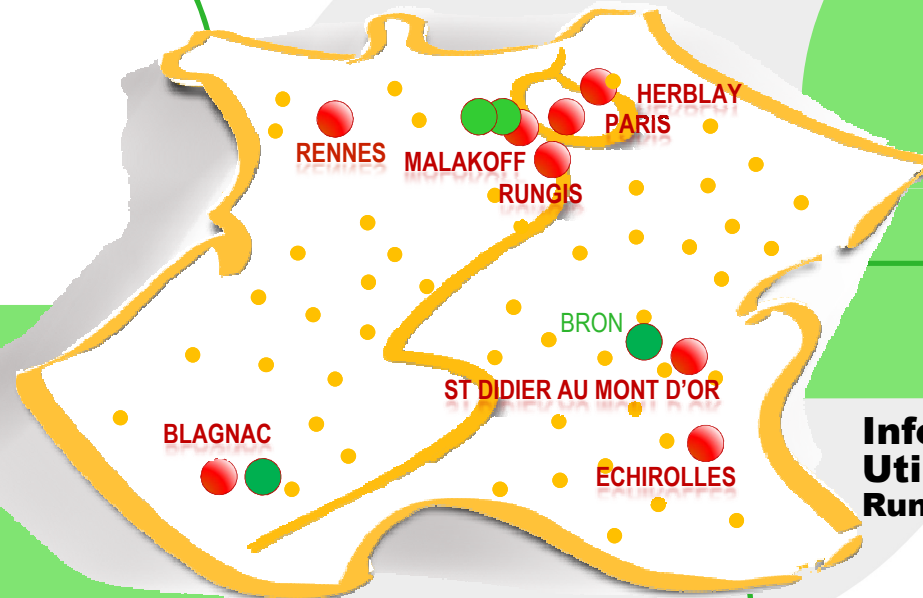 HERBLAY
PARIS
RENNES
MALAKOFF
RUNGIS
BRON
ST DIDIER AU MONT D'OR
BLAGNAC
ECHIROLLES